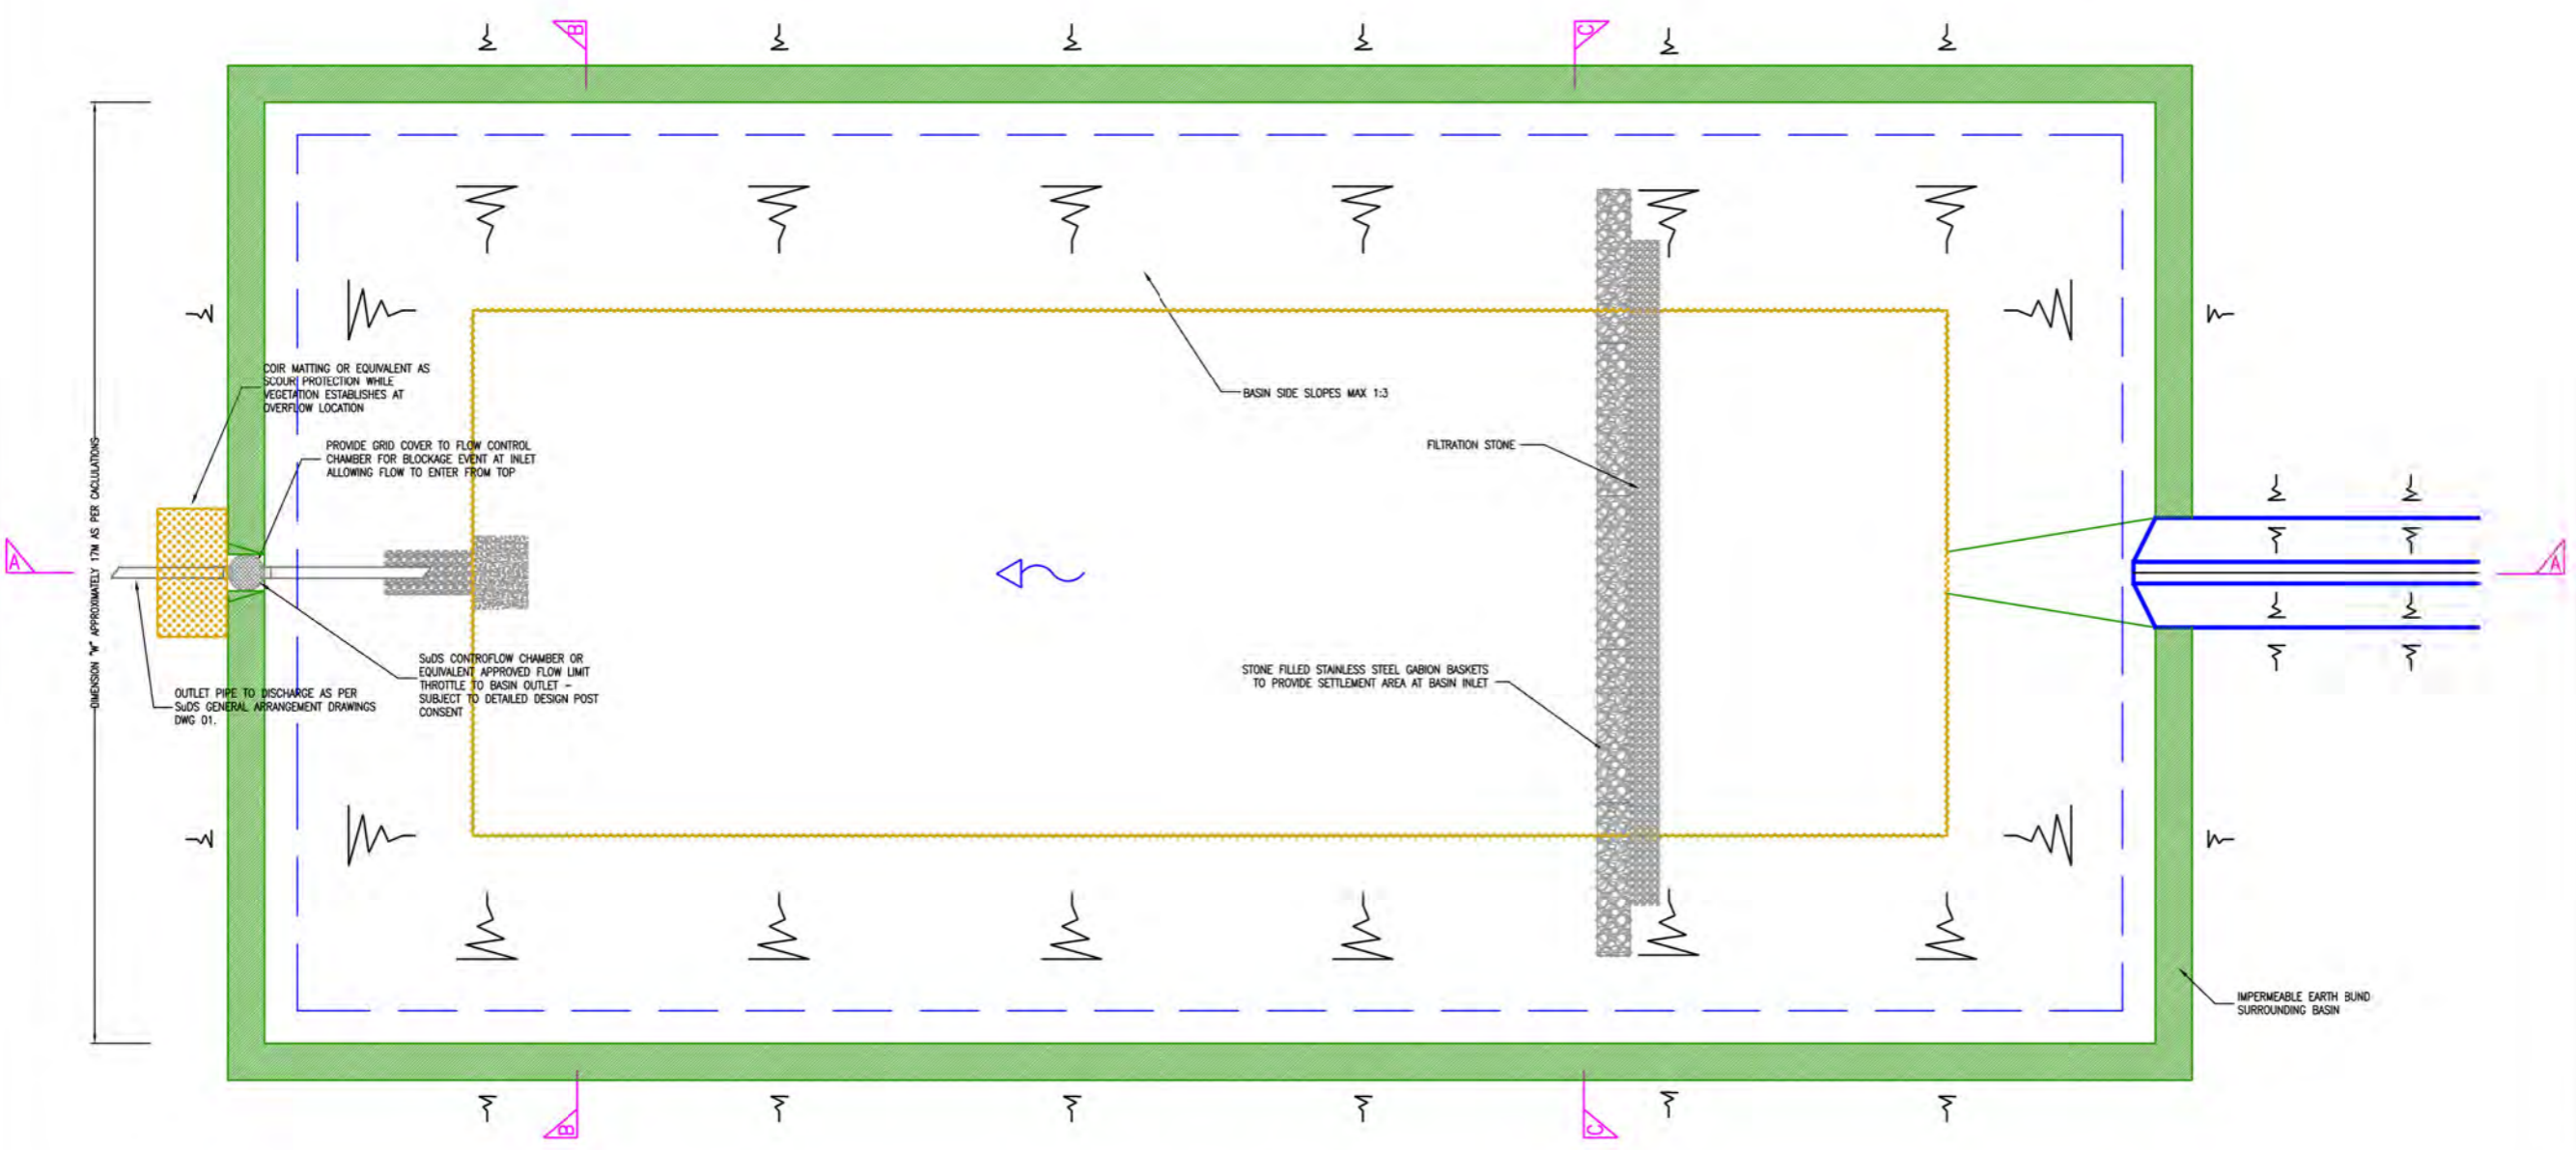 B
C
COIR MATTING OR EQUIVALENT AS
SCOUR PROTECTION WHILE
VEGETATION ESTABLISHES AT
OVERFLOW LOCATION
PROVIDE GRID COVER TO FLOW CONTROL
CHAMBER FOR BLOCKAGE EVENT AT INLET
ALLOWING FLOW TO ENTER FROM TOP
BASIN SIDE SLOPES MAX 1:3
FILTRATION STONE
DIMENSION "W" APPROXIMATELY 17M AS PER CACLULATIONS
A
A
SuDS CONTROFLOW CHAMBER OR
EQUIVALENT APPROVED FLOW LIMIT
THROTTLE TO BASIN OUTLET –
SUBJECT TO DETAILED DESIGN POST
CONSENT
OUTLET PIPE TO DISCHARGE AS PER
SuDS GENERAL ARRANGEMENT DRAWINGS
DWG 01.
STONE FILLED STAINLESS STEEL GABION BASKETS
TO PROVIDE SETTLEMENT AREA AT BASIN INLET
IMPERMEABLE EARTH BUND
SURROUNDING BASIN
B
C